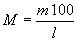 M = m100 / l